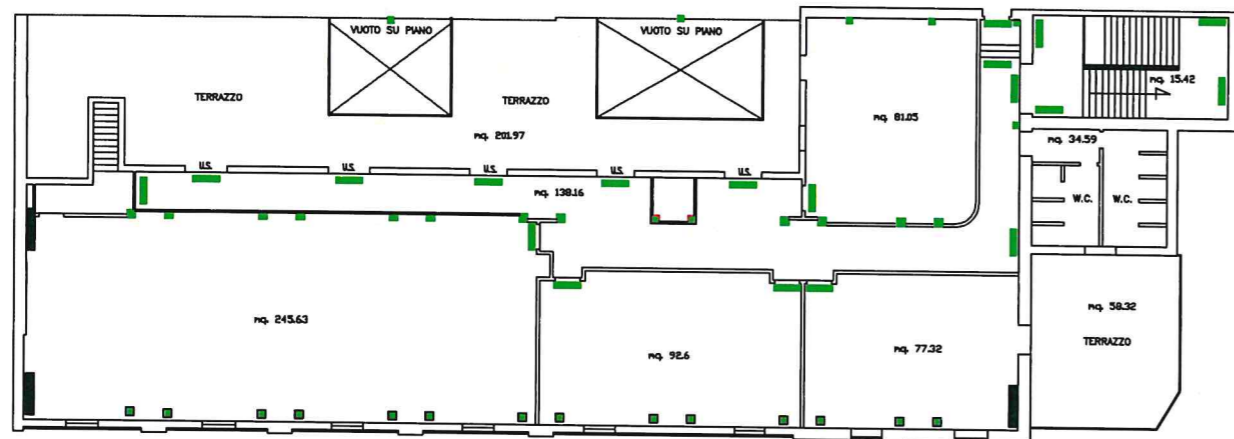 VUOTO SU PIANO
VUOTO SU PIANO
mq. 15.42
TERRAZZO
TERRAZZO
mq. 81.05
mq. 201.97
mq. 34.59
U.S.
U.S.
U.S.
U.S.
U.S.
mq. 138.16
W.C.
W.C.
mq. 245.63
mq. 92.6
mq. 77.32
mq. 58.32
TERRAZZO